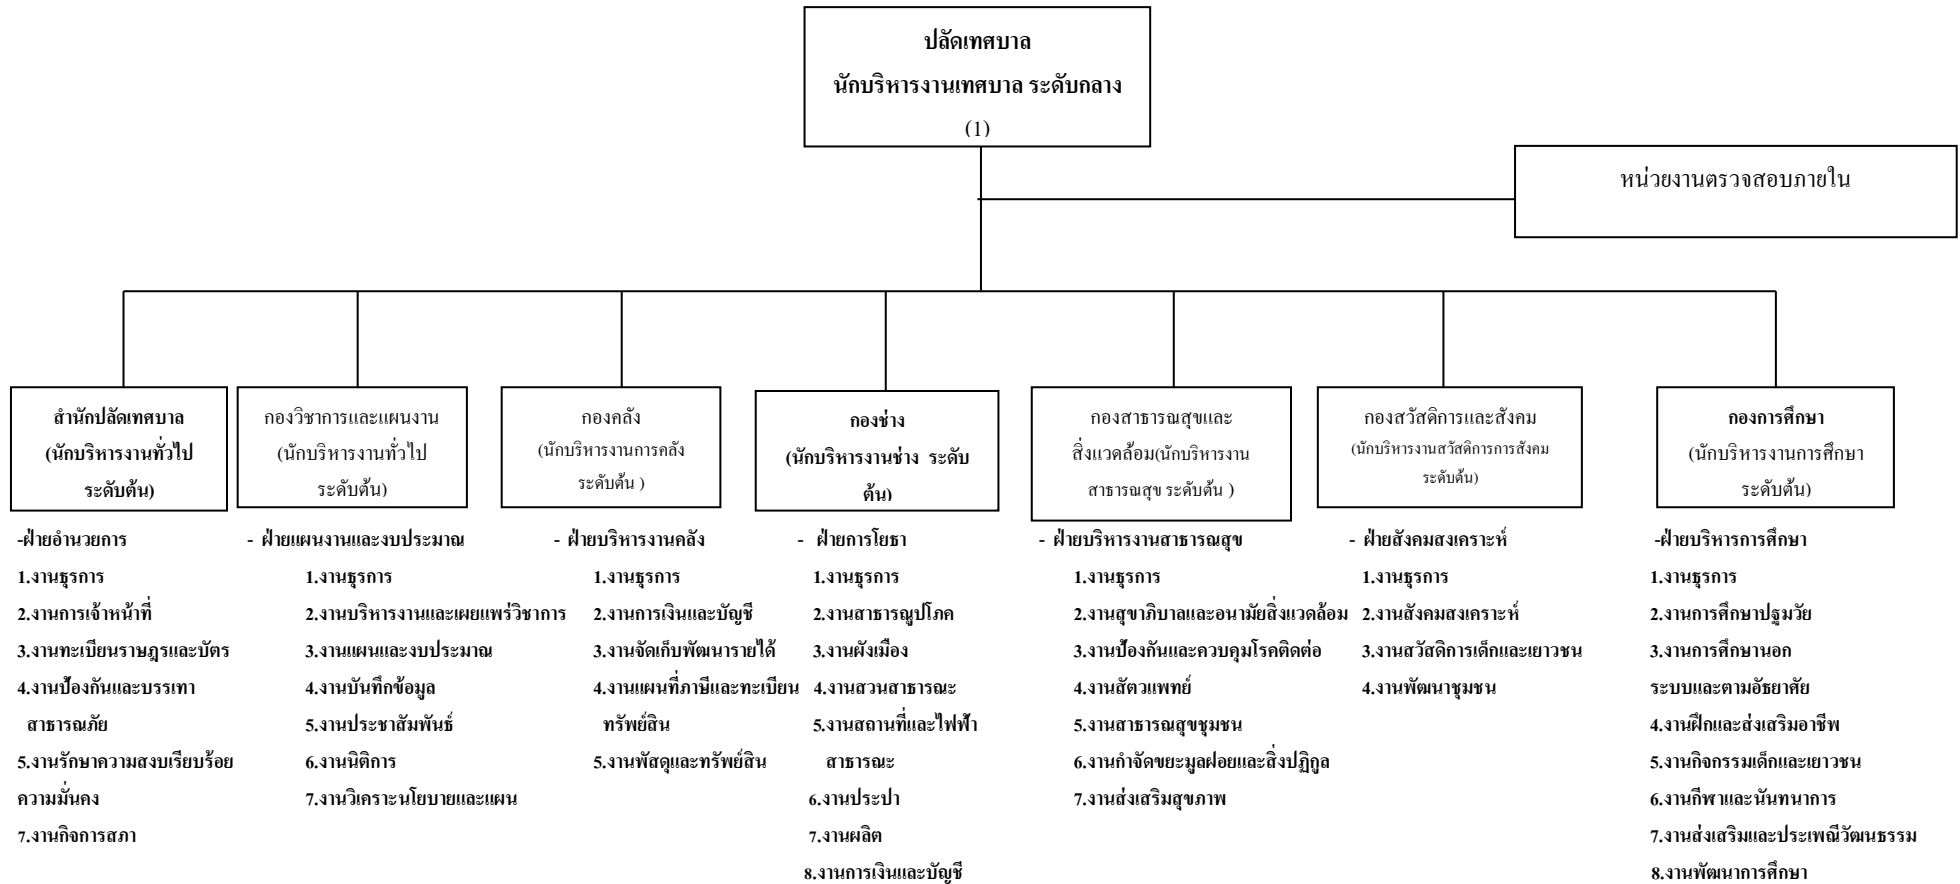 ปลัดเทศบาล
นักบริหารงานเทศบาล ระดับกลาง
(1)
หน่วยงานตรวจสอบภายใน
สำนักปลัดเทศบาล
(นักบริหารงานทั่วไป
ระดับต้น)
กองวิชาการและแผนงาน
(นักบริหารงานทั่วไป
ระดับต้น)
กองคลัง
(นักบริหารงานการคลัง
ระดับต้น )
กองช่าง
(นักบริหารงานช่าง ระดับ
ต้น)
กองสาธารณสุขและ
สิ่งแวดล้อม(นักบริหารงาน
สาธารณสุข ระดับต้น )
กองสวัสดิการและสังคม
(นักบริหารงานสวัสดิการการสังคม
ระดับต้น)
กองการศึกษา
(นักบริหารงานการศึกษา
ระดับต้น)
-ฝ่ายอำนวยการ
1.งานธุรการ
2.งานการเจ้าหน้าที่
3.งานทะเบียนราษฎรและบัตร
4.งานป้องกันและบรรเทา
สาธารณภัย
5.งานรักษาความสงบเรียบร้อย
ความมั่นคง
7.งานกิจการสภา
- ฝ่ายแผนงานและงบประมาณ
1.งานธุรการ
2.งานบริหารงานและเผยแพร่วิชาการ
3.งานแผนและงบประมาณ
4.งานบันทึกข้อมูล
5.งานประชาสัมพันธ์
6.งานนิติการ
7.งานวิเคราะนโยบายและแผน
- ฝ่ายบริหารงานคลัง
1.งานธุรการ
2.งานการเงินและบัญชี
3.งานจัดเก็บพัฒนารายได้
4.งานแผนที่ภาษีและทะเบียน
ทรัพย์สิน
5.งานพัสดุและทรัพย์สิน
- ฝ่ายการโยธา
1.งานธุรการ
2.งานสาธารณูปโภค
3.งานผังเมือง
4.งานสวนสาธารณะ
5.งานสถานที่และไฟฟ้า
สาธารณะ
6.งานประปา
7.งานผลิต
8.งานการเงินและบัญชี
- ฝ่ายบริหารงานสาธารณสุข
1.งานธุรการ
2.งานสุขาภิบาลและอนามัยสิ่งแวดล้อม
3.งานป้องกันและควบคุมโรคติดต่อ
4.งานสัตวแพทย์
5.งานสาธารณสุขชุมชน
6.งานกำจัดขยะมูลฝอยและสิ่งปฏิกูล
7.งานส่งเสริมสุขภาพ
- ฝ่ายสังคมสงเคราะห์
1.งานธุรการ
2.งานสังคมสงเคราะห์
3.งานสวัสดิการเด็กและเยาวชน
4.งานพัฒนาชุมชน
-ฝ่ายบริหารการศึกษา
1.งานธุรการ
2.งานการศึกษาปฐมวัย
3.งานการศึกษานอก
ระบบและตามอัธยาศัย
4.งานฝึกและส่งเสริมอาชีพ
5.งานกิจกรรมเด็กและเยาวชน
6.งานกีฬาและนันทนาการ
7.งานส่งเสริมและประเพณีวัฒนธรรม
8.งานพัฒนาการศึกษา